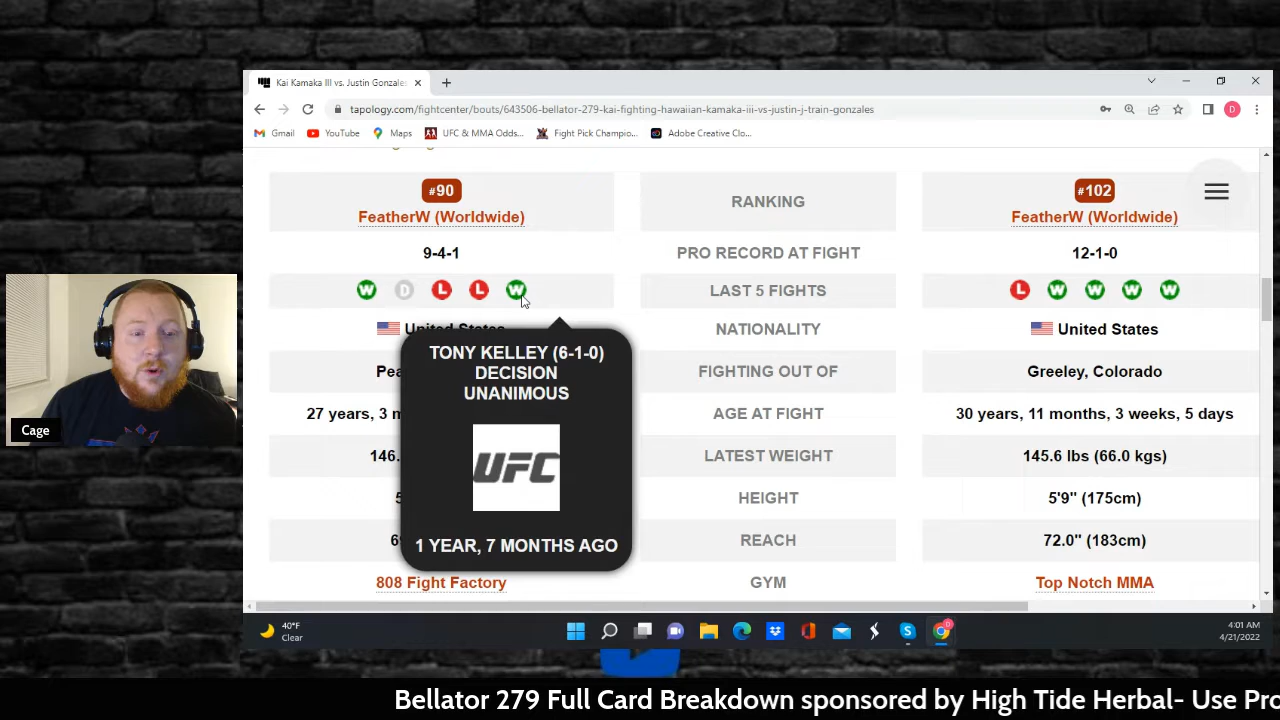 Kai Kamaka III vs. Justin Gonzale
tapology.com/fightcenter/bouts/643506-bellator-279-kai-fighting-hawaiian-kamaka-iii-vs-justin-j-train-gonzales
D
Gmail
YouTube
Maps
UFC & MMA Odds...
Fight Pick Champio...
Adobe Creative Clo...
#90
FeatherW (Worldwide)
RANKING
#102
FeatherW (Worldwide)
9-4-1
PRO RECORD AT FIGHT
12-1-0
W D L L W
LAST 5 FIGHTS
L W W W W
United States
NATIONALITY
United States
Pea
FIGHTING OUT OF
Greeley, Colorado
27 years, 3 m
AGE AT FIGHT
30 years, 11 months, 3 weeks, 5 days
146.
LATEST WEIGHT
145.6 lbs (66.0 kgs)
5
HEIGHT
5'9" (175cm)
REACH
72.0" (183cm)
808 Fight Factory
GYM
Top Notch MMA
TONY KELLEY (6-1-0)
DECISION
UNANIMOUS
UFC
1 YEAR, 7 MONTHS AGO
Cage
40°F
Clear
4:01 AM
4/21/2022
Bellator 279 Full Card Breakdown sponsored by High Tide Herbal- Use Pro